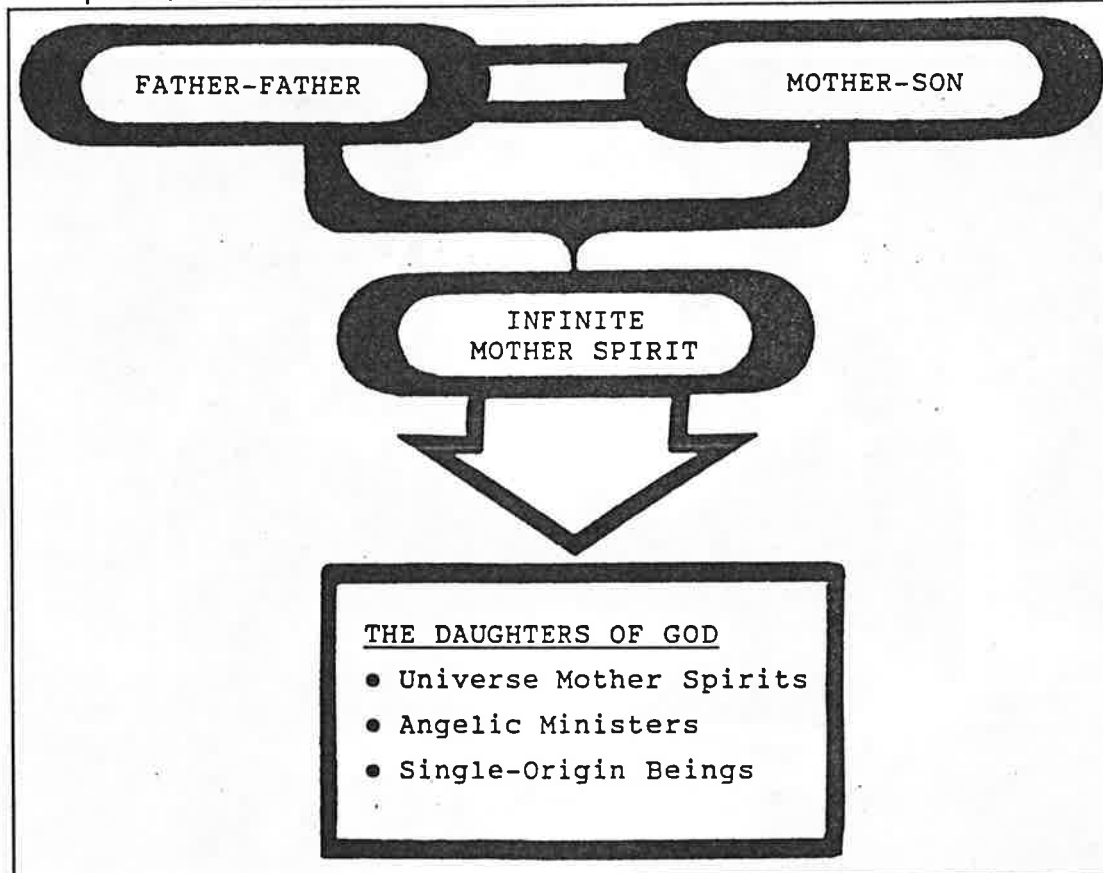 FATHER-FATHER
MOTHER-SON
INFINITE
MOTHER SPIRIT
THE DAUGHTERS OF GOD
• Universe Mother Spirits
• Angelic Ministers
• Single-Origin Beings